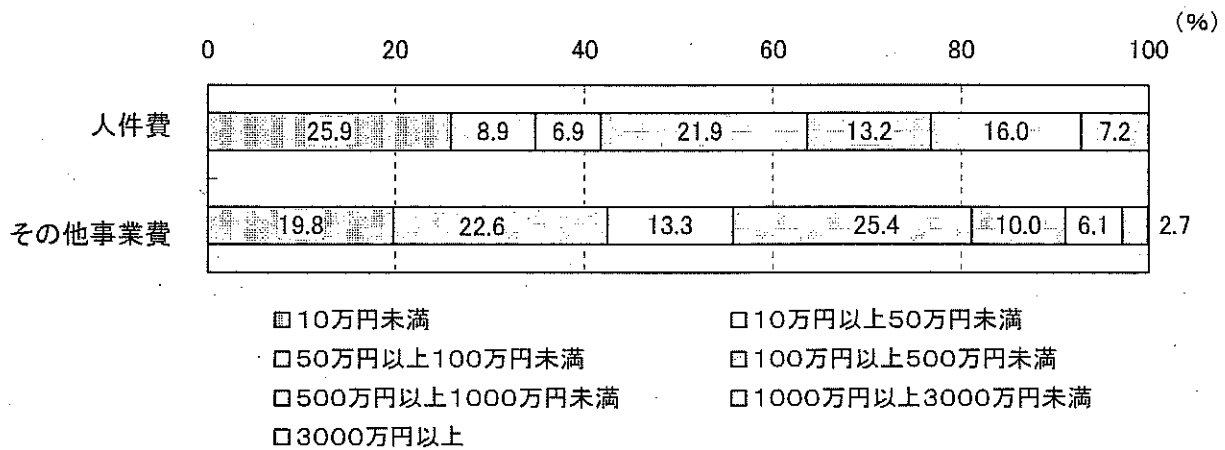 (%)
0 20 40 60 80 100
人件費 25.9 8.9 6.9 21.9 13.2 16.0 7.2
その他事業費 19.8 22.6 13.3 25.4 10.0 6.1 2.7
10万円未満 10万円以上50万円未満
50万円以上100万円未満 100万円以上500万円未満
500万円以上1000万円未満 1000万円以上3000万円未満
3000万円以上